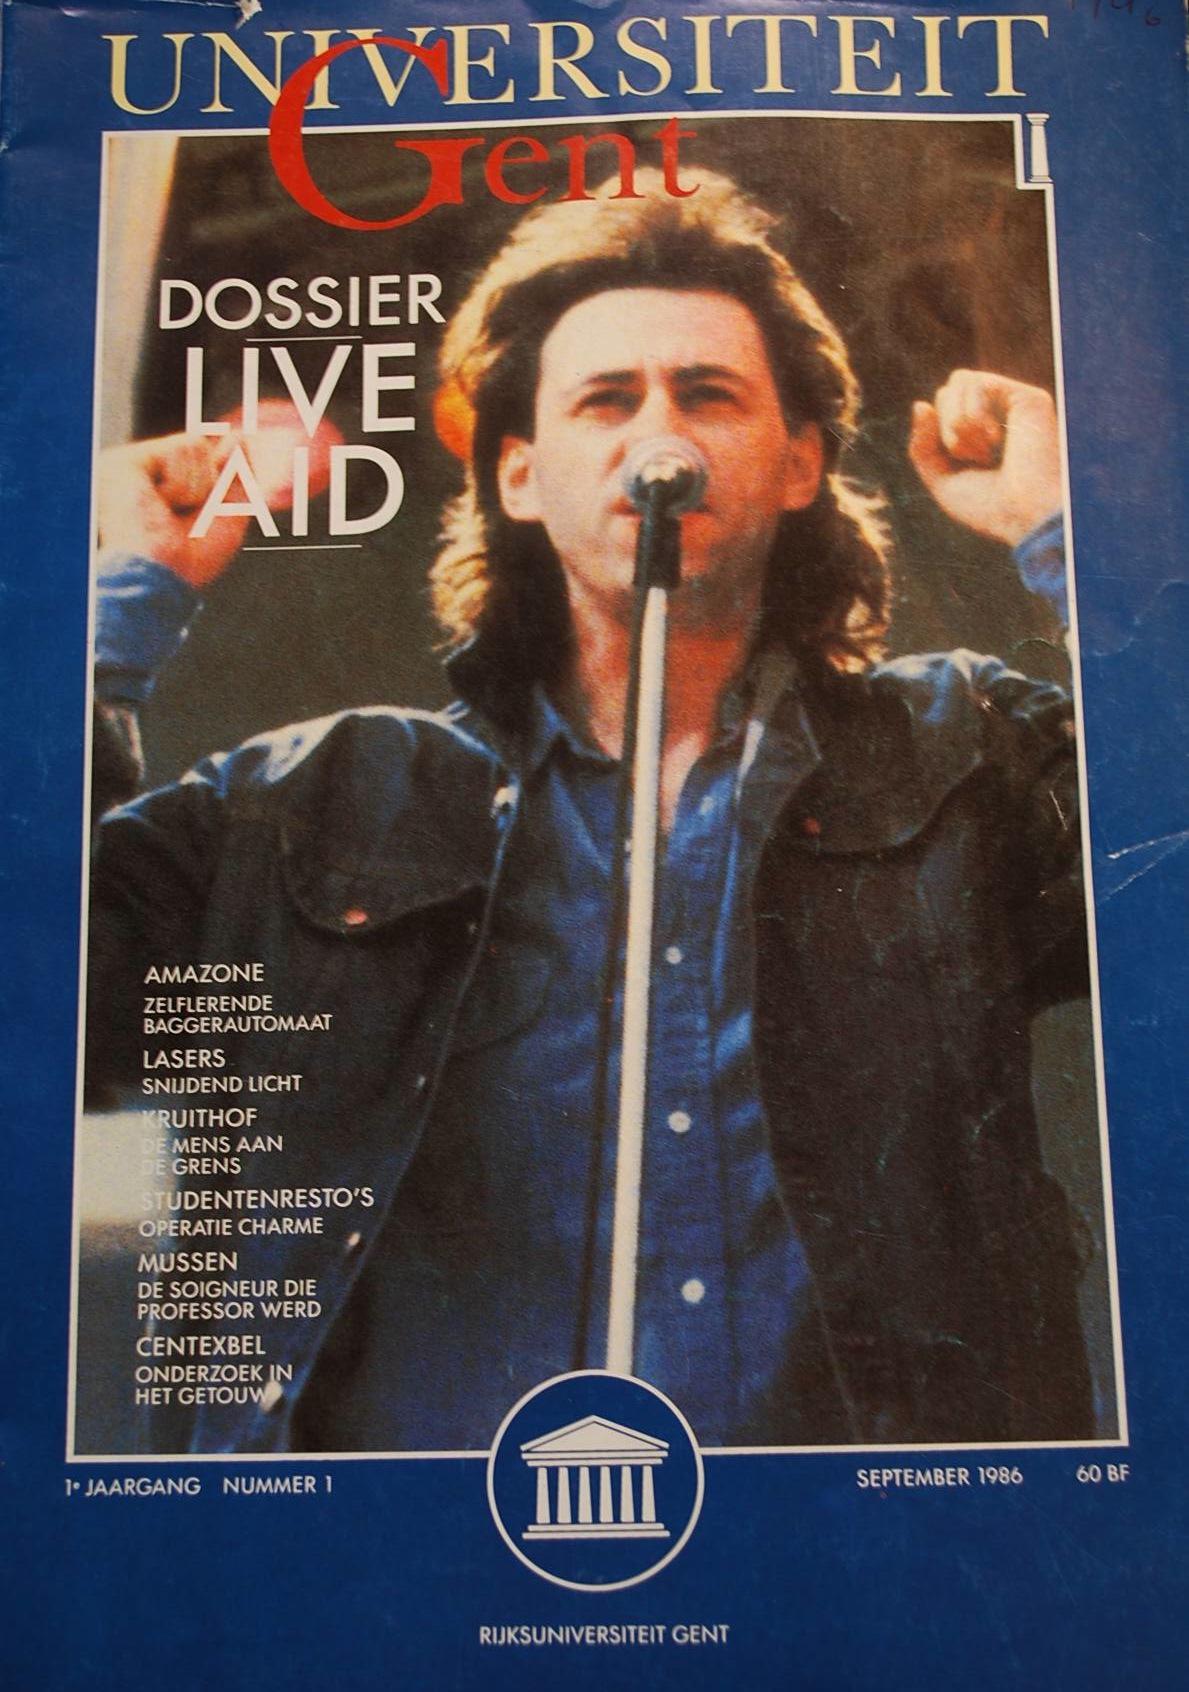 UNIVERSITEIT
Gent
DOSSIER
LIVE
AID
AMAZONE
ZELFLERENDE
BAGGERAUTOMAAT
LASERS
SNIJDEND LICHT
KRUITHOF
DE MENS AAN
DE GRENS
STUDENTENRESTO'S
OPERATIE CHARME
MUSSEN
DE SOIGNEUR DIE
PROFESSOR WERD
CENTEXBEL
ONDERZOEK IN
HET GETOUW
1e JAARGANG NUMMER 1
SEPTEMBER 1986 60 BF
RIJKSUNIVERSITEIT GENT